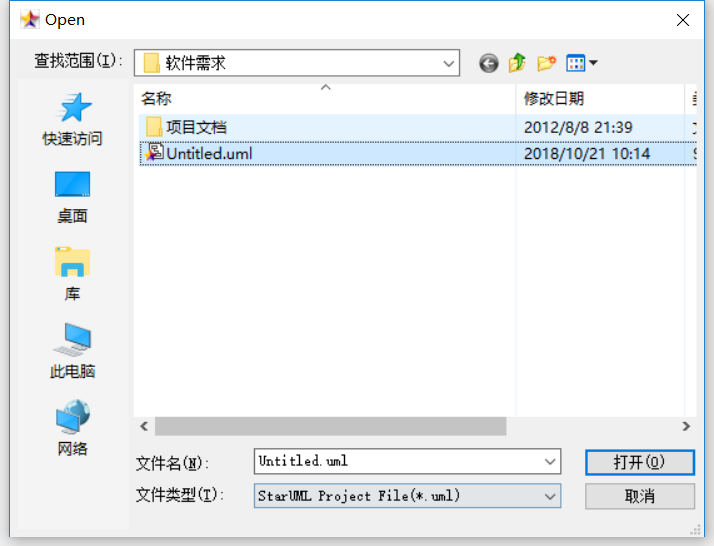 Open
查找范围(I):
软件需求
名称
修改日期
项目文档
2012/8/8 21:39
Untitled.uml
2018/10/21 10:14
快速访问
桌面
库
此电脑
网络
文件名(N):
Untitled.uml
打开(O)
文件类型(T):
StarUML Project File(*.uml)
取消